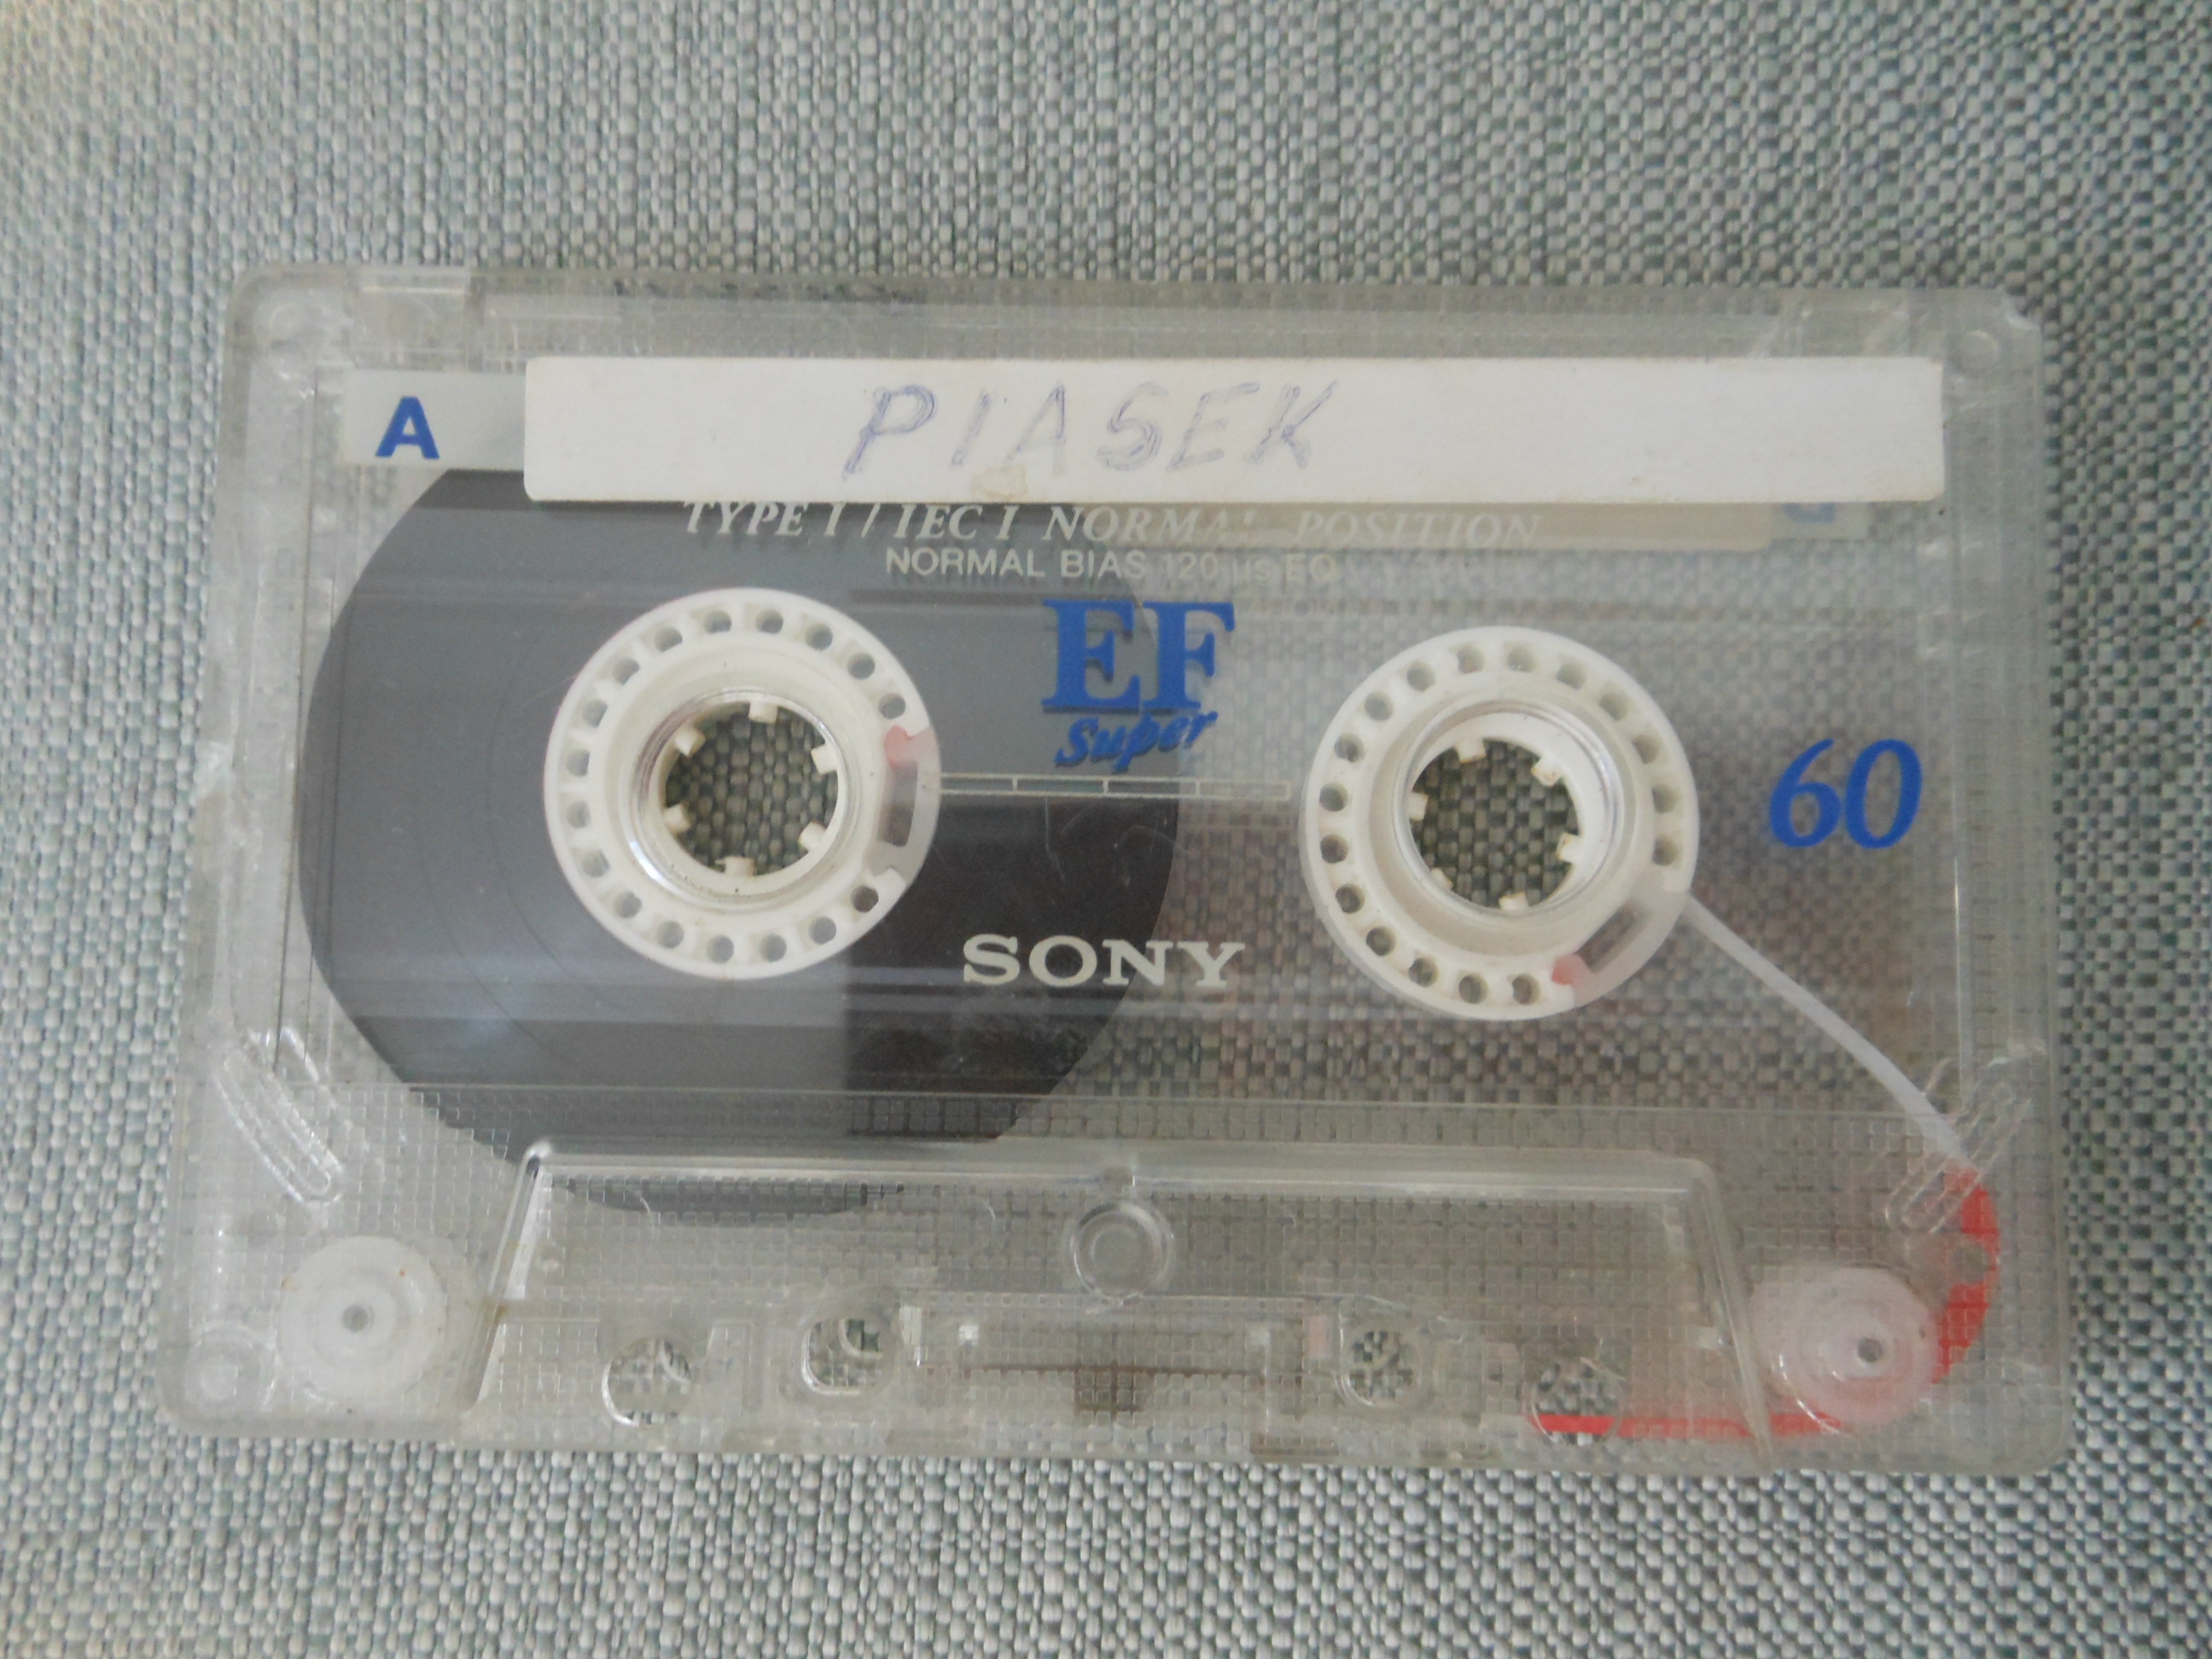 A
PIASEK
TYPE I / IEC I NORMAL POSITION
NORMAL BIAS 120 µs EQ
EF
Super
60
SONY